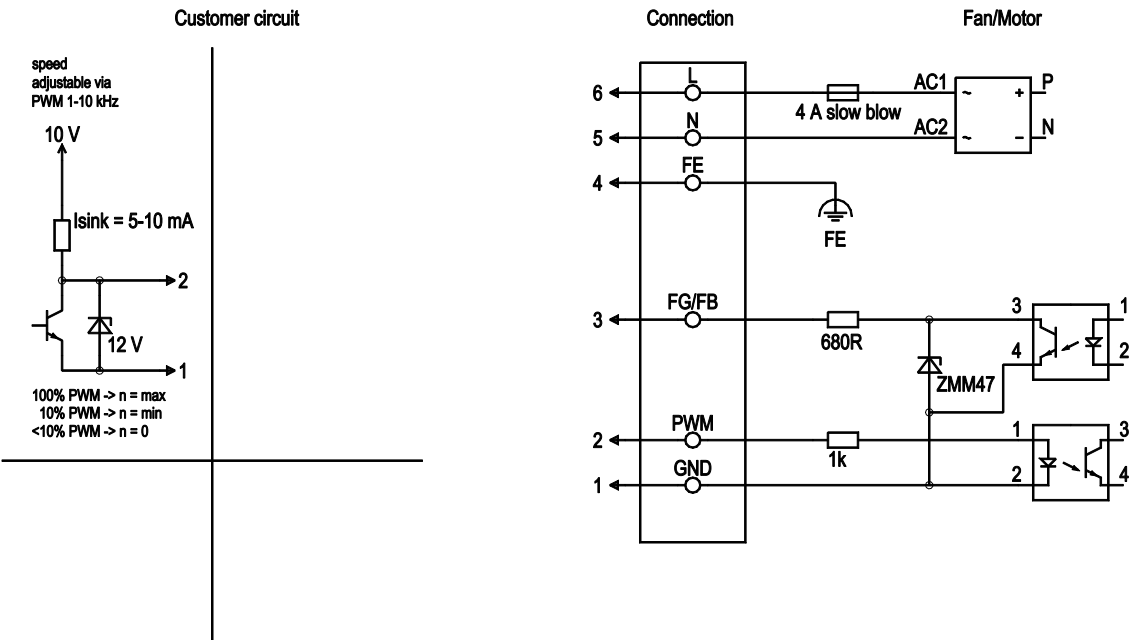 Customer circuit
Connection
Fan/Motor
speed
adjustable via
PWM 1-10 kHz
10 V
Isink = 5-10 mA
2
12 V
1
100% PWM -> n = max
10% PWM -> n = min
<10% PWM -> n = 0
6
L
4 A slow blow
AC1
~
+
P
5
N
AC2
~
−
N
4
FE
FE
3
FG/FB
680R
3
1
4
2
ZMM47
2
PWM
1k
1
3
1
GND
2
4